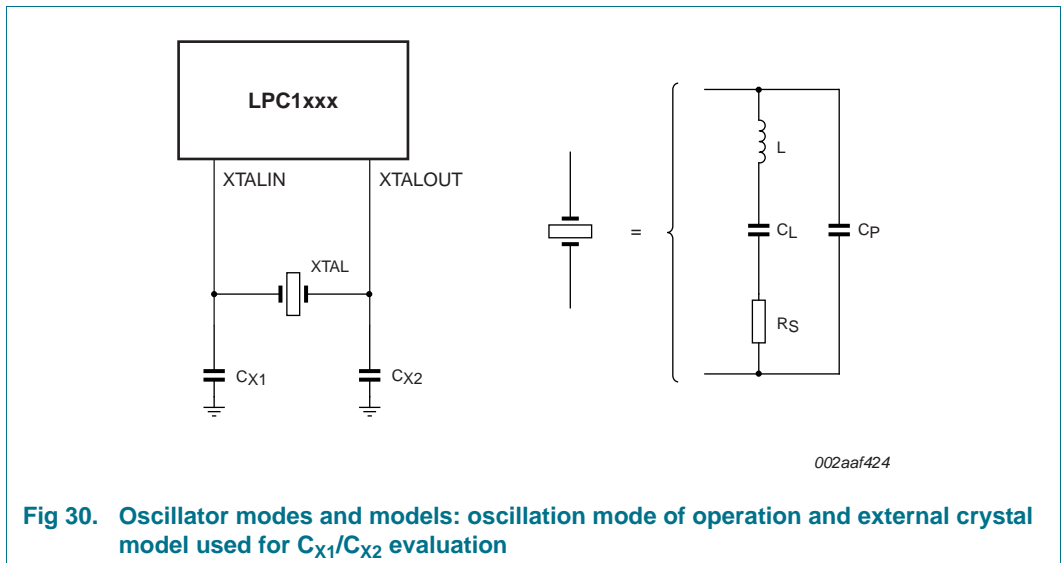 LPC1xxx
XTALIN
XTALOUT
XTAL
CX1
CX2
=
L
CL
CP
RS
002aaf424
Fig 30. Oscillator modes and models: oscillation mode of operation and external crystal
model used for CX1/CX2 evaluation